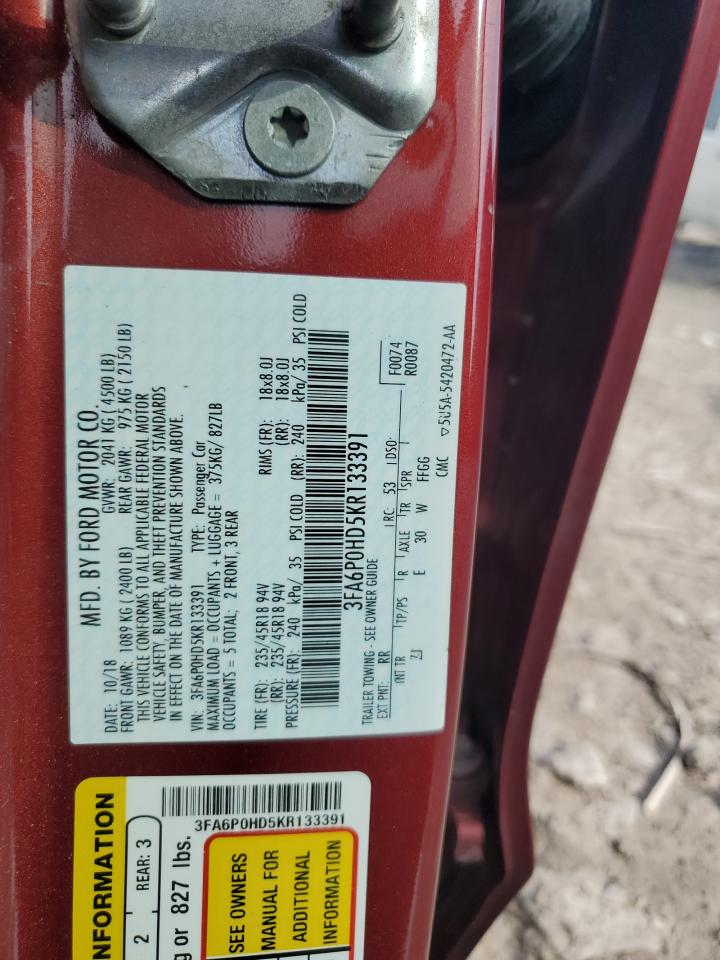 MFD. BY FORD MOTOR CO.
DATE: 10/18 GVWR: 2041 KG ( 4500 LB)
FRONT GAWR: 1089 KG ( 2400 LB) REAR GAWR: 975 KG ( 2150 LB)
THIS VEHICLE CONFORMS TO ALL APPLICABLE FEDERAL MOTOR
VEHICLE SAFETY, BUMPER, AND THEFT PREVENTION STANDARDS
IN EFFECT ON THE DATE OF MANUFACTURE SHOWN ABOVE.
VIN: 3FA6P0HD5KR133391 TYPE: Passenger Car
MAXIMUM LOAD = OCCUPANTS + LUGGAGE = 375KG/ 827LB
OCCUPANTS = 5 TOTAL; 2 FRONT, 3 REAR
TIRE (FR): 235/45R18 94V RIMS (FR): 18x8.0J
(RR): 235/45R18 94V (RR): 18x8.0J
PRESSURE (FR): 240 kPa/ 35 PSI COLD (RR): 240 kPa/ 35 PSI COLD
3FA6P0HD5KR133391
TRAILER TOWING - SEE OWNER GUIDE
F0074
EXT PNT: RR RC: 53 DSO: R0087
INT TR TP/PS R AXLE TR SPR
ZJ E 30 W FFGG
CMC ▽5U5A-5420472-AA
NFORMATION
2 REAR: 3
g or 827 lbs.
3FA6P0HD5KR133391
SEE OWNERS
MANUAL FOR
ADDITIONAL
INFORMATION